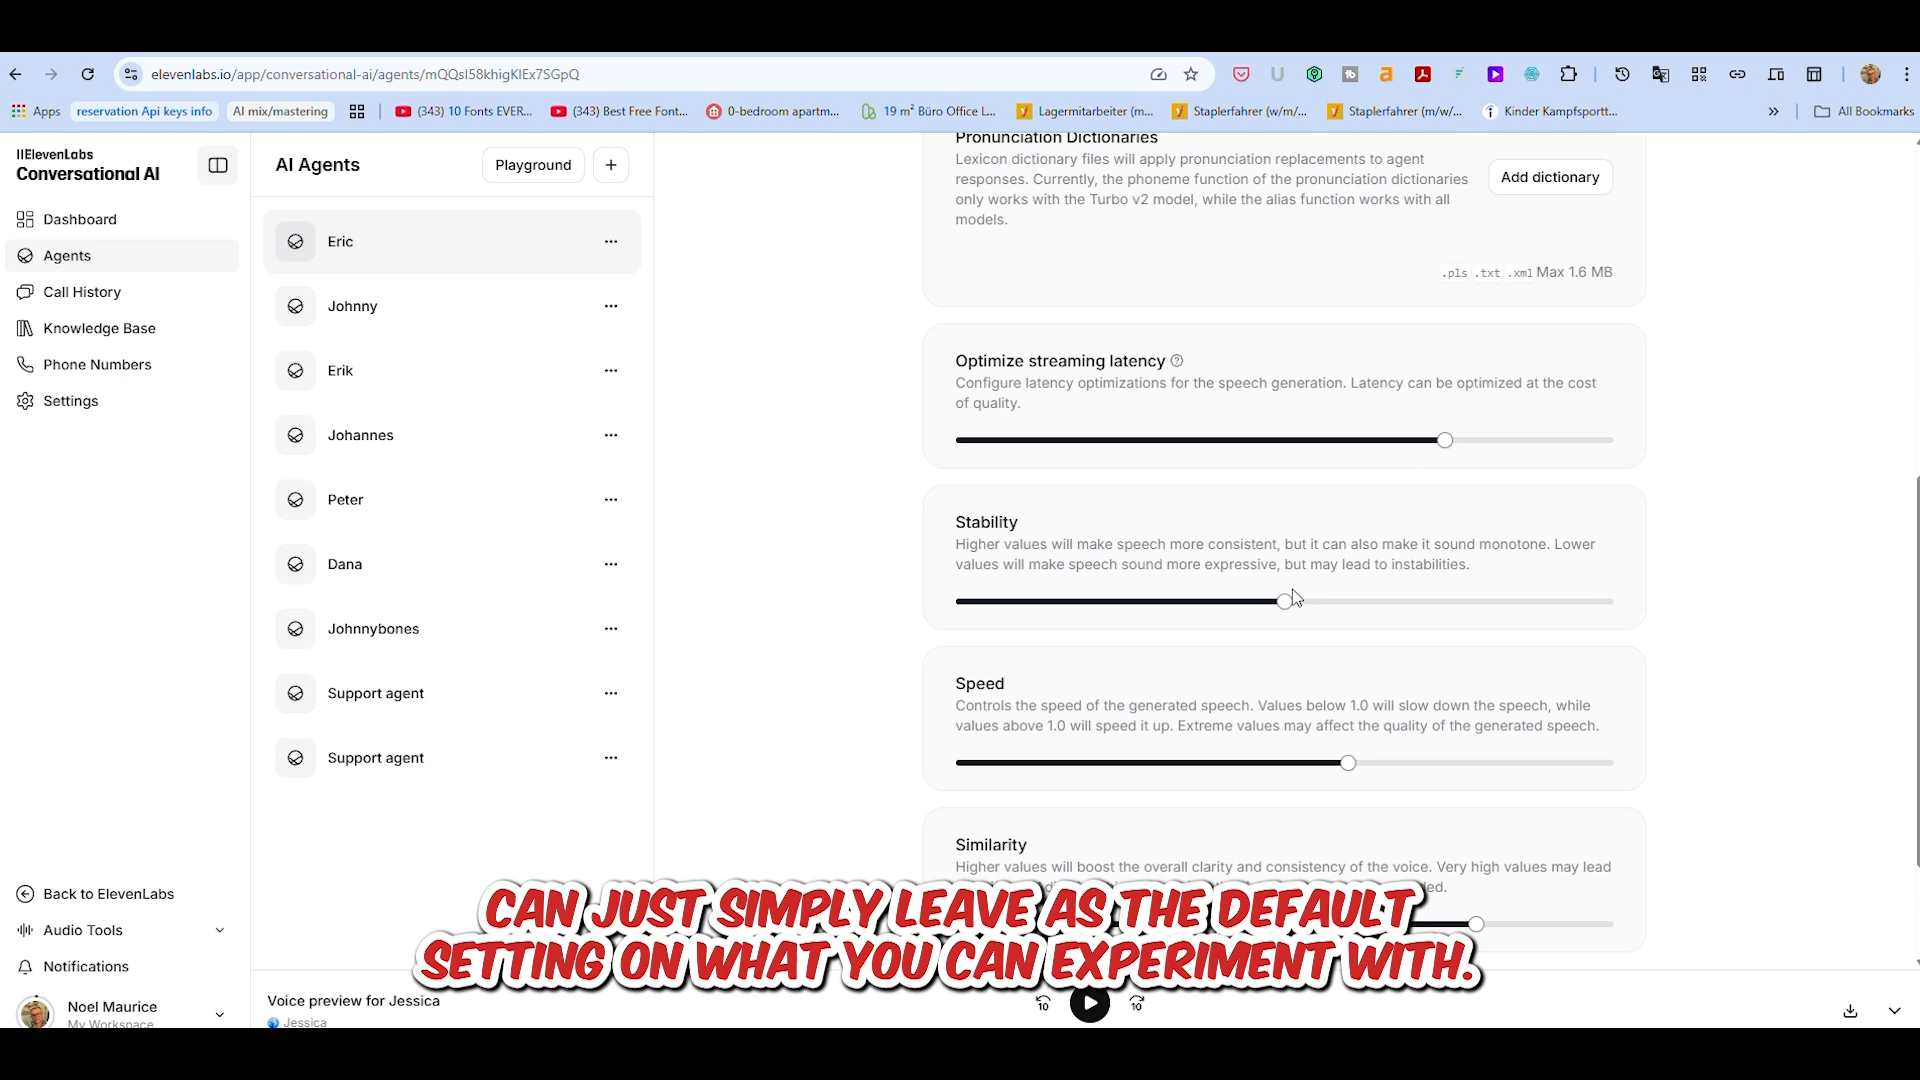 elevenlabs.io/app/conversational-ai/agents/mQQsI58khigKlEx7SGpQ
Apps
reservation Api keys info
AI mix/mastering
(343) 10 Fonts EVER...
(343) Best Free Font...
0-bedroom apartm...
19 m² Büro Office L...
Lagermitarbeiter (m...
Staplerfahrer (w/m/...
Staplerfahrer (m/w/...
Kinder Kampfsportt...
All Bookmarks
IIElevenLabs
Conversational AI
Dashboard
Agents
Call History
Knowledge Base
Phone Numbers
Settings
Back to ElevenLabs
Audio Tools
Notifications
Noel Maurice
My Workspace
AI Agents
Playground
Eric
Johnny
Erik
Johannes
Peter
Dana
Johnnybones
Support agent
Support agent
Pronunciation Dictionaries
Lexicon dictionary files will apply pronunciation replacements to agent
responses. Currently, the phoneme function of the pronunciation dictionaries
only works with the Turbo v2 model, while the alias function works with all
models.
Add dictionary
.pls .txt .xml Max 1.6 MB
Optimize streaming latency
Configure latency optimizations for the speech generation. Latency can be optimized at the cost
of quality.
Stability
Higher values will make speech more consistent, but it can also make it sound monotone. Lower
values will make speech sound more expressive, but may lead to instabilities.
Speed
Controls the speed of the generated speech. Values below 1.0 will slow down the speech, while
values above 1.0 will speed it up. Extreme values may affect the quality of the generated speech.
Similarity
Higher values will boost the overall clarity and consistency of the voice. Very high values may lead
CAN JUST SIMPLY LEAVE AS THE DEFAULT
SETTING ON WHAT YOU CAN EXPERIMENT WITH.
Voice preview for Jessica
Jessica
10
10